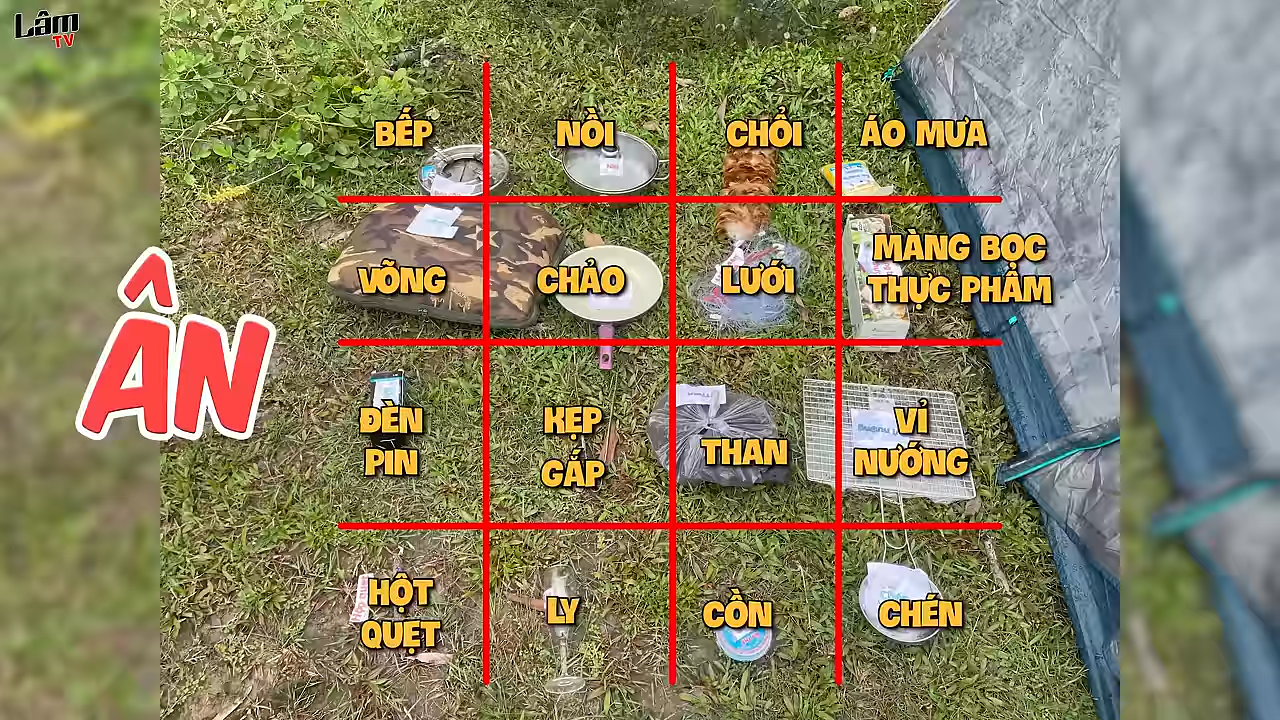 Lâm
TV
BẾP
NỒI
CHỔI
ÁO MƯA
VÕNG
CHẢO
LƯỚI
MÀNG BỌC
THỰC PHẨM
ÂN
ĐÈN
PIN
KẸP
GẮP
THAN
VỈ
NƯỚNG
HỘT
QUẸT
LY
CỒN
CHÉN